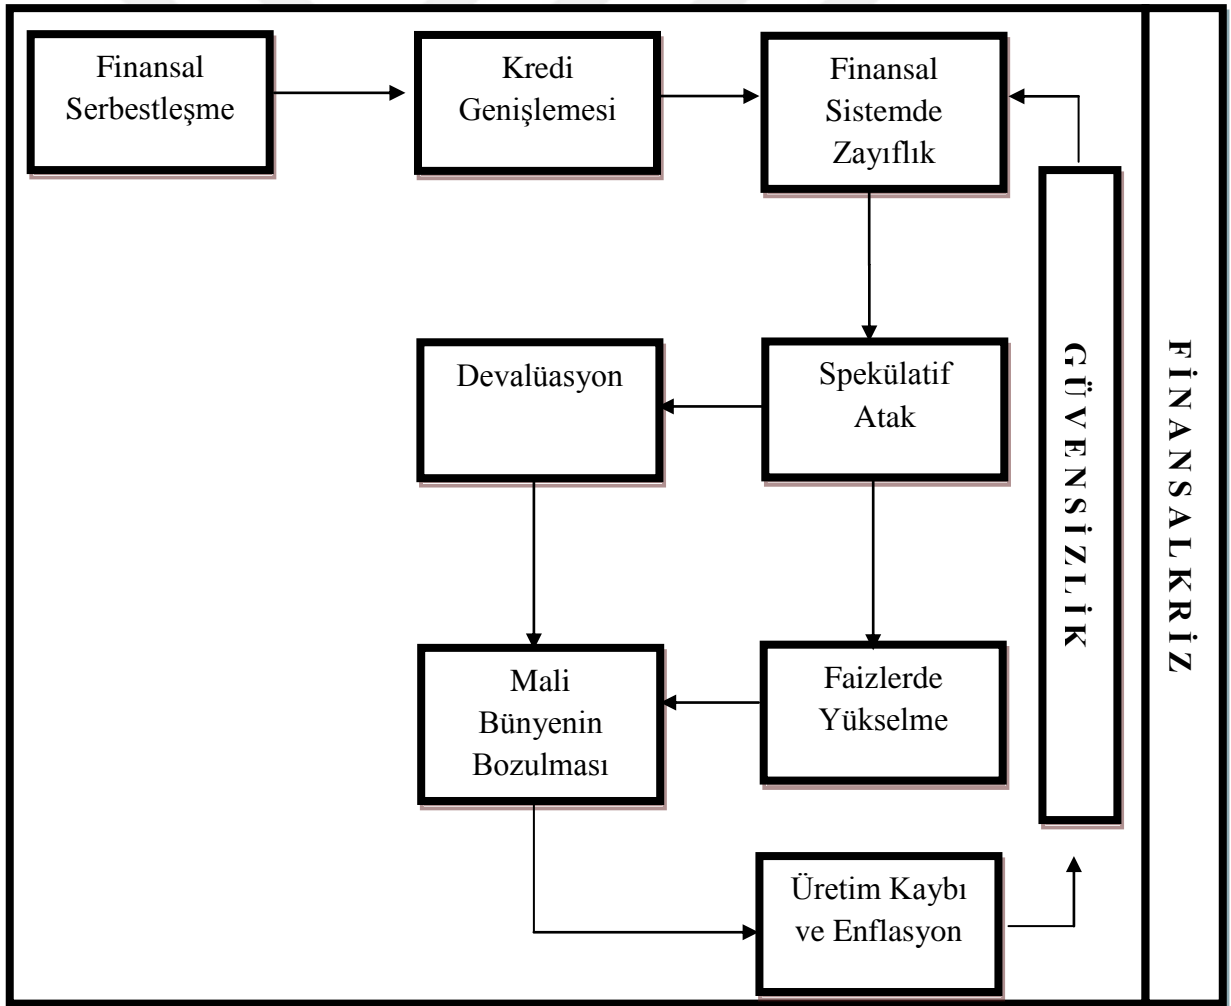 Finansal
Serbestleşme
Kredi
Genişlemesi
Finansal
Sistemde
Zayıflık
Devalüasyon
Spekülatif
Atak
Mali
Bünyenin
Bozulması
Faizlerde
Yükselme
Üretim Kaybı
ve Enflasyon
GÜVENSİZLİK
FİNANSALKRİZ